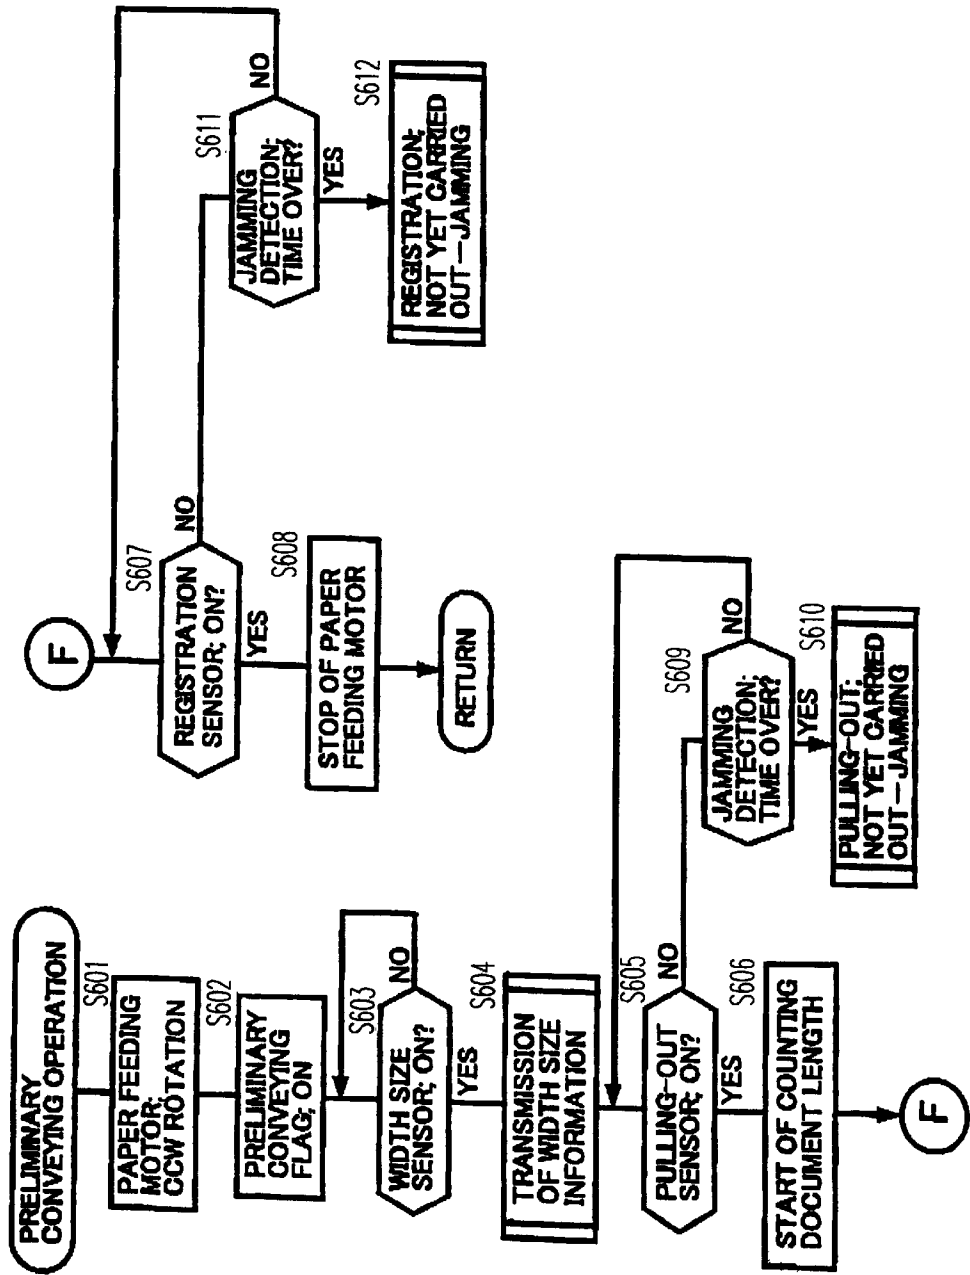 PRELIMINARY
CONVEYING OPERATION
S601
PAPER FEEDING
MOTOR;
CCW ROTATION
S602
PRELIMINARY
CONVEYING
FLAG; ON
S603
WIDTH SIZE
SENSOR; ON?
NO
YES
S604
TRANSMISSION
OF WIDTH SIZE
INFORMATION
S605
PULLING-OUT
SENSOR; ON?
NO
YES
S606
START OF COUNTING
DOCUMENT LENGTH
F
S609
JAMMING
DETECTION;
TIME OVER?
NO
YES
S610
PULLING-OUT;
NOT YET CARRIED
OUT—JAMMING
F
S607
REGISTRATION
SENSOR; ON?
NO
YES
S608
STOP OF PAPER
FEEDING MOTOR
RETURN
S611
JAMMING
DETECTION;
TIME OVER?
NO
YES
S612
REGISTRATION;
NOT YET CARRIED
OUT—JAMMING